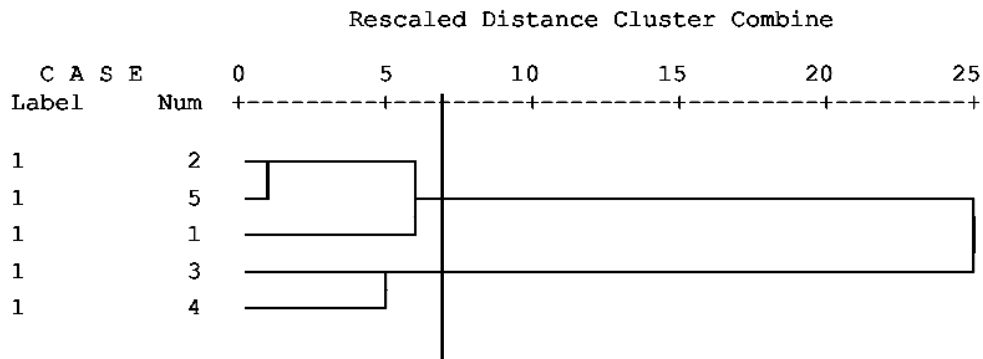 Rescaled Distance Cluster Combine
C A S E 0 5 10 15 20 25
Label Num +---------+---------+---------+---------+---------+
1 2
1 5
1 1
1 3
1 4